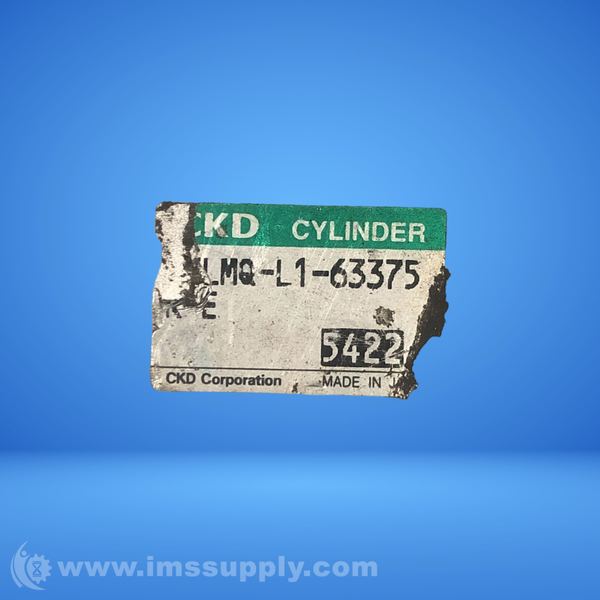 CKD CYLINDER
LMQ-L1-63375
E
5422
CKD Corporation MADE IN
www.imssupply.com